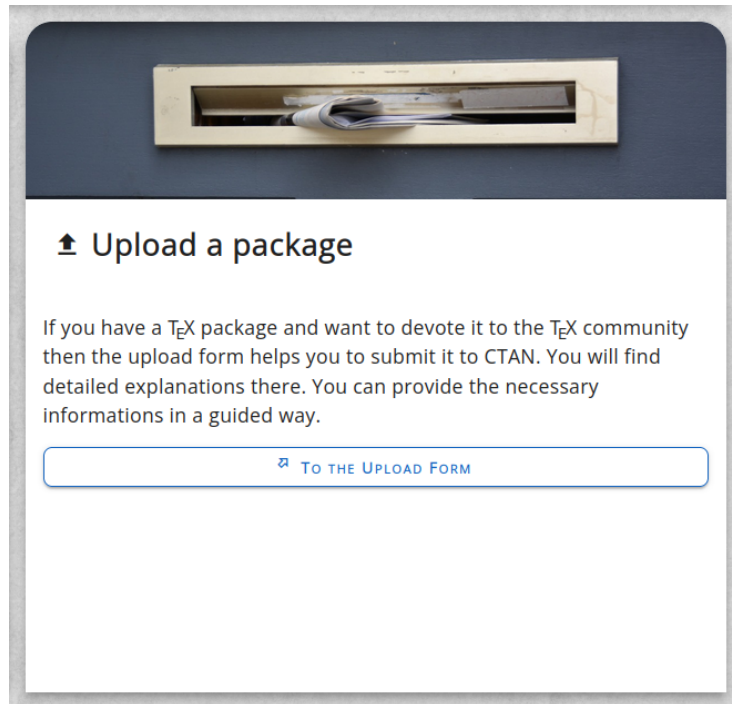 Upload a package
If you have a TEX package and want to devote it to the TEX community
then the upload form helps you to submit it to CTAN. You will find
detailed explanations there. You can provide the necessary
informations in a guided way.
To the Upload Form